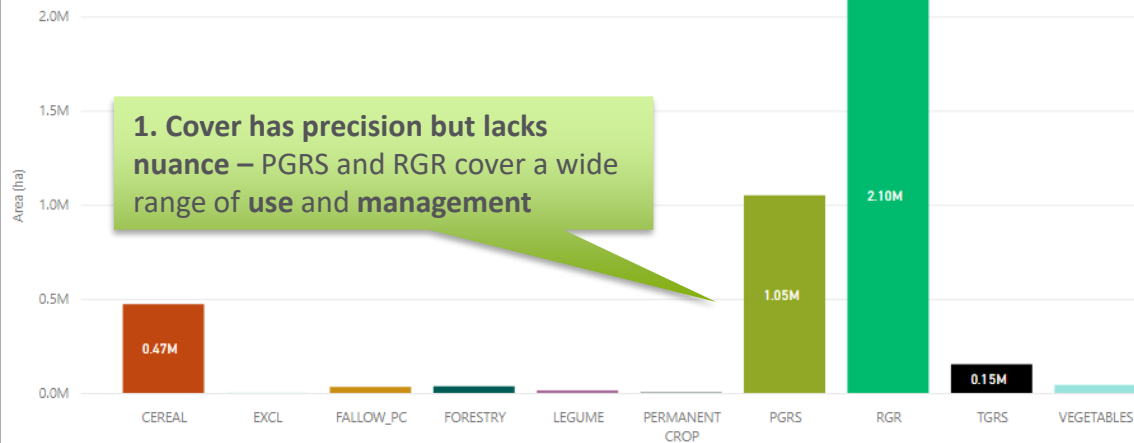 2.0M
1.5M
1.0M
0.5M
0.0M
Area (ha)
1. Cover has precision but lacks
nuance – PGRS and RGR cover a wide
range of use and management
0.47M
1.05M
2.10M
0.15M
CEREAL
EXCL
FALLOW_PC
FORESTRY
LEGUME
PERMANENT
CROP
PGRS
RGR
TGRS
VEGETABLES